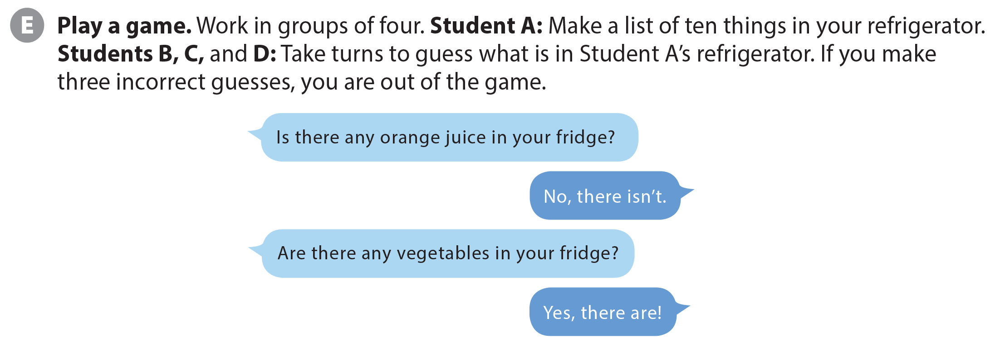 E Play a game. Work in groups of four. Student A: Make a list of ten things in your refrigerator.
Students B, C, and D: Take turns to guess what is in Student A’s refrigerator. If you make
three incorrect guesses, you are out of the game.
Is there any orange juice in your fridge?
No, there isn’t.
Are there any vegetables in your fridge?
Yes, there are!